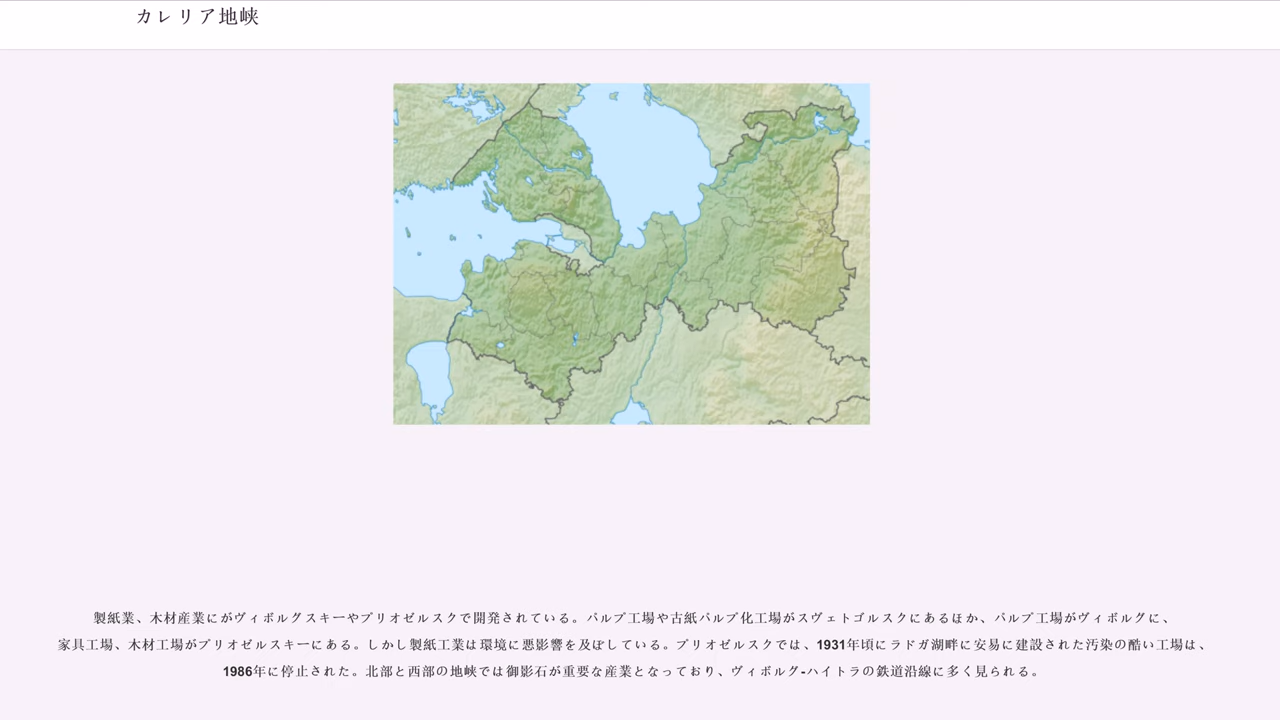 カレリア地峡
製紙業、木材産業にがヴィボルグスキーやプリオゼルスクで開発されている。パルプ工場や古紙パルプ化工場がスヴェトゴルスクにあるほか、パルプ工場がヴィボルグに、
家具工場、木材工場がプリオゼルスキーにある。しかし製紙工業は環境に悪影響を及ぼしている。プリオゼルスクでは、1931年頃にラドガ湖畔に安易に建設された汚染の酷い工場は、
1986年に停止された。北部と西部の地峡では御影石が重要な産業となっており、ヴィボルグ-ハイトラの鉄道沿線に多く見られる。